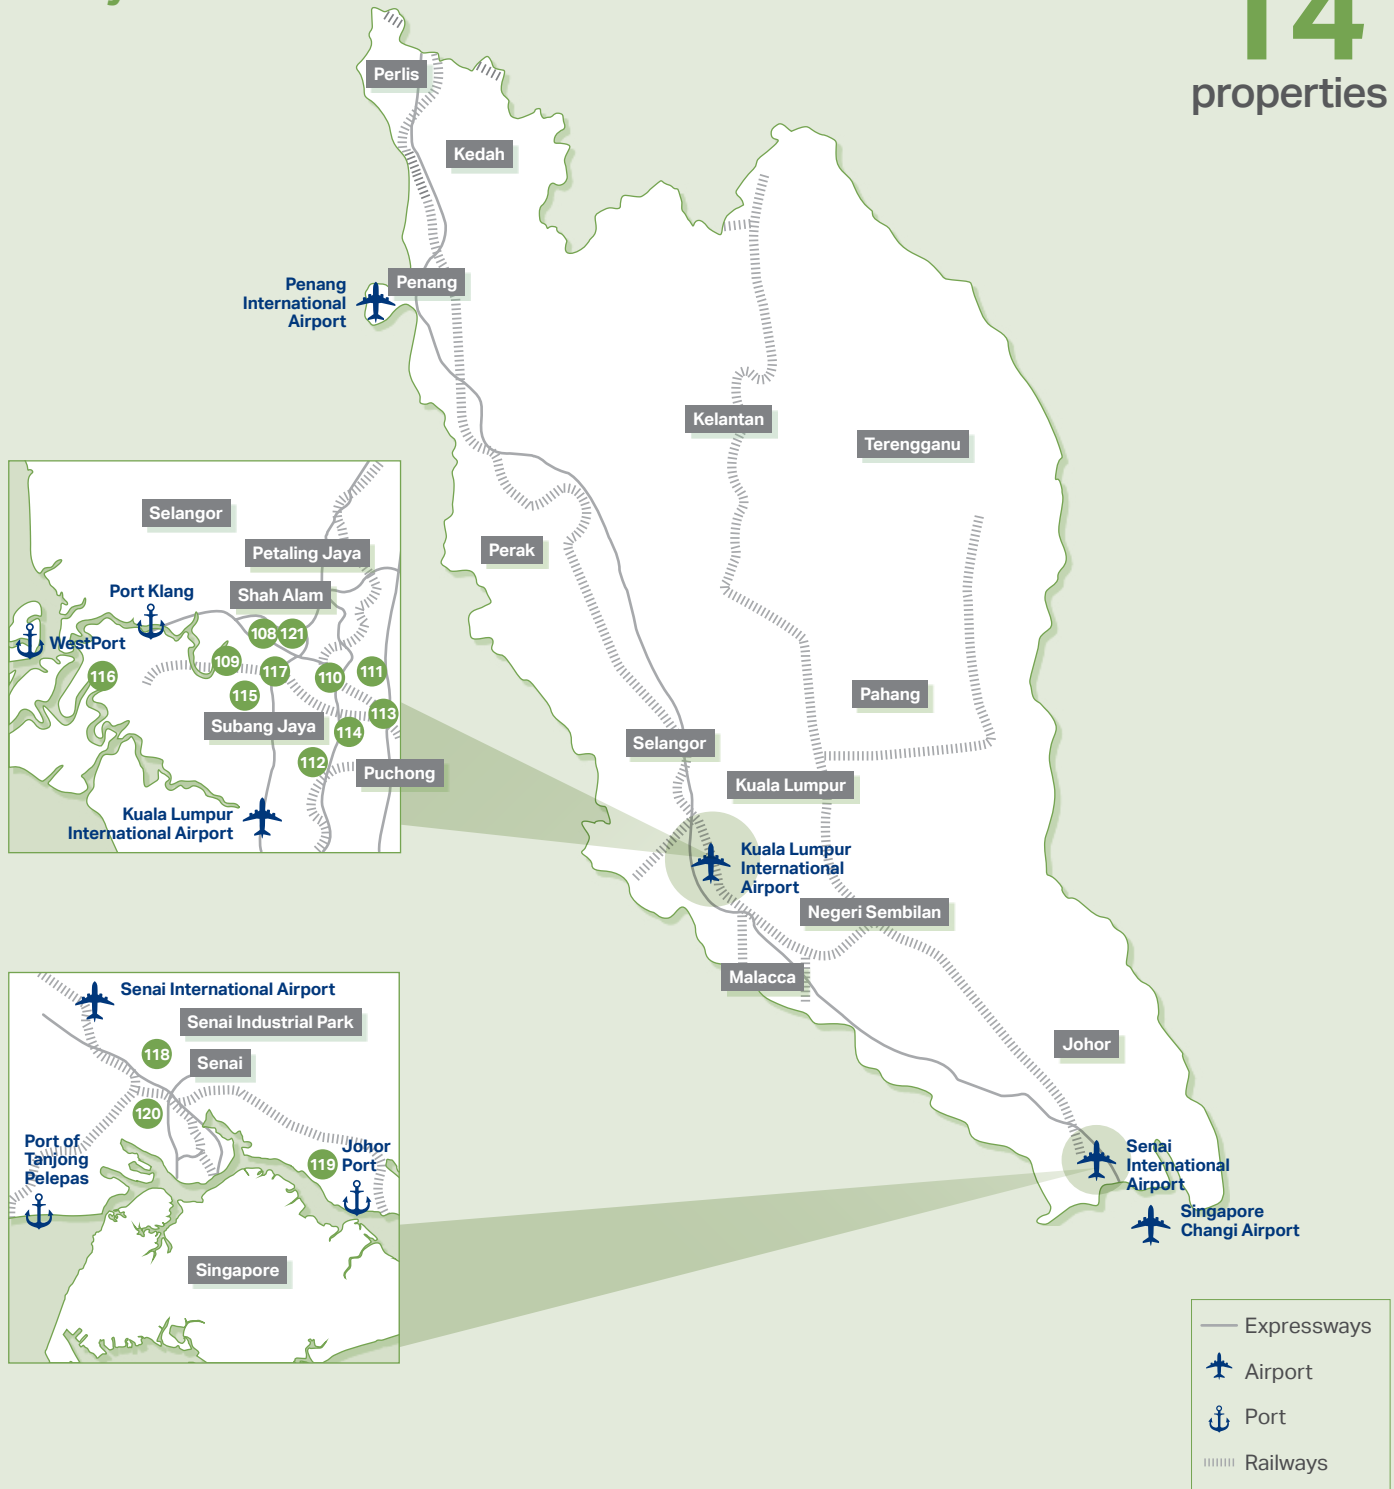 14
properties
Perlis
Kedah
Penang
Penang
International
Airport
Kelantan
Terengganu
Perak
Pahang
Selangor
Kuala Lumpur
Kuala Lumpur
International
Airport
Negeri Sembilan
Malacca
Johor
Senai
International
Airport
Singapore
Changi Airport
Selangor
Petaling Jaya
Port Klang
Shah Alam
WestPort
108
121
109
117
110
111
116
115
113
Subang Jaya
114
112
Puchong
Kuala Lumpur
International Airport
Senai International Airport
Senai Industrial Park
118
Senai
120
Port of
Tanjong
Pelepas
119
Johor
Port
Singapore
Expressways
Airport
Port
Railways